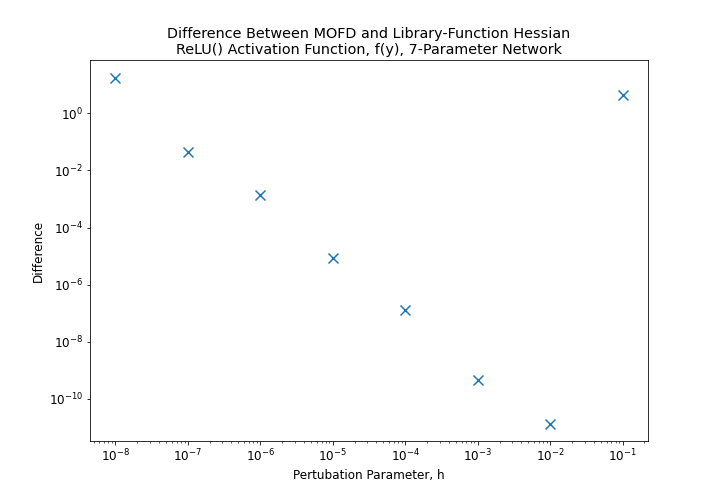 Difference Between MOFD and Library-Function Hessian
ReLU() Activation Function, f(y), 7-Parameter Network
Difference
10⁰
10⁻²
10⁻⁴
10⁻⁶
10⁻⁸
10⁻¹⁰
10⁻⁸ 10⁻⁷ 10⁻⁶ 10⁻⁵ 10⁻⁴ 10⁻³ 10⁻² 10⁻¹
Pertubation Parameter, h